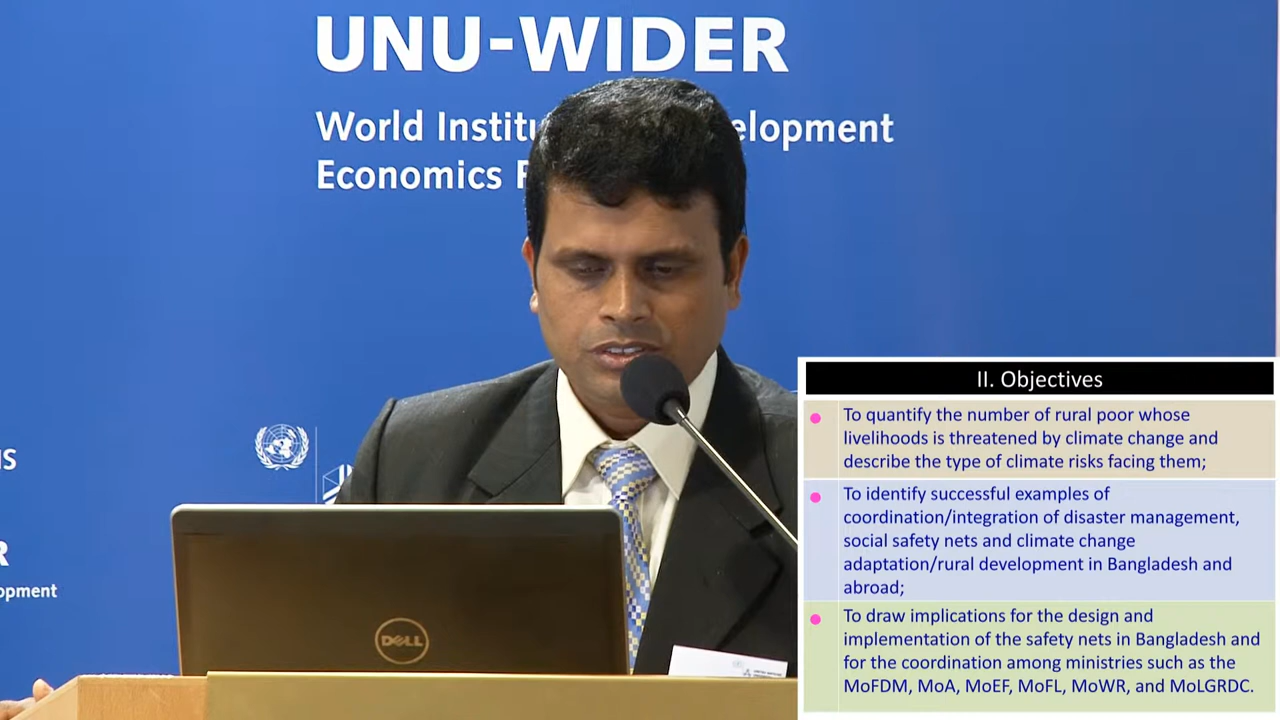 UNU-WIDER
World Institu elopment
Economics
II. Objectives
To quantify the number of rural poor whose
livelihoods is threatened by climate change and
describe the type of climate risks facing them;
To identify successful examples of
coordination/integration of disaster management,
social safety nets and climate change
adaptation/rural development in Bangladesh and
abroad;
To draw implications for the design and
implementation of the safety nets in Bangladesh and
for the coordination among ministries such as the
MoFDM, MoA, MoEF, MoFL, MoWR, and MoLGRDC.
DELL
opment